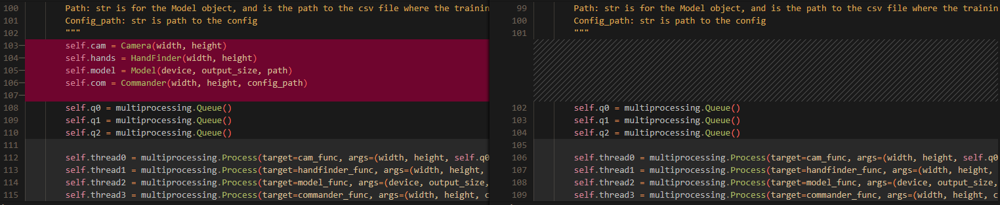 100 Path: str is for the Model object, and is the path to the csv file where the trainin
101 Config_path: str is path to the config
102 """
103— self.cam = Camera(width, height)
104— self.hands = HandFinder(width, height)
105— self.model = Model(device, output_size, path)
106— self.com = Commander(width, height, config_path)
107—
108 self.q0 = multiprocessing.Queue()
109 self.q1 = multiprocessing.Queue()
110 self.q2 = multiprocessing.Queue()
111
112 self.thread0 = multiprocessing.Process(target=cam_func, args=(width, height, self.q0
113 self.thread1 = multiprocessing.Process(target=handfinder_func, args=(width, height,
114 self.thread2 = multiprocessing.Process(target=model_func, args=(device, output_size,
115 self.thread3 = multiprocessing.Process(target=commander_func, args=(width, height, c
99 Path: str is for the Model object, and is the path to the csv file where the trainin
100 Config_path: str is path to the config
101 """
102 self.q0 = multiprocessing.Queue()
103 self.q1 = multiprocessing.Queue()
104 self.q2 = multiprocessing.Queue()
105
106 self.thread0 = multiprocessing.Process(target=cam_func, args=(width, height, self.q0
107 self.thread1 = multiprocessing.Process(target=handfinder_func, args=(width, height,
108 self.thread2 = multiprocessing.Process(target=model_func, args=(device, output_size,
109 self.thread3 = multiprocessing.Process(target=commander_func, args=(width, height, c